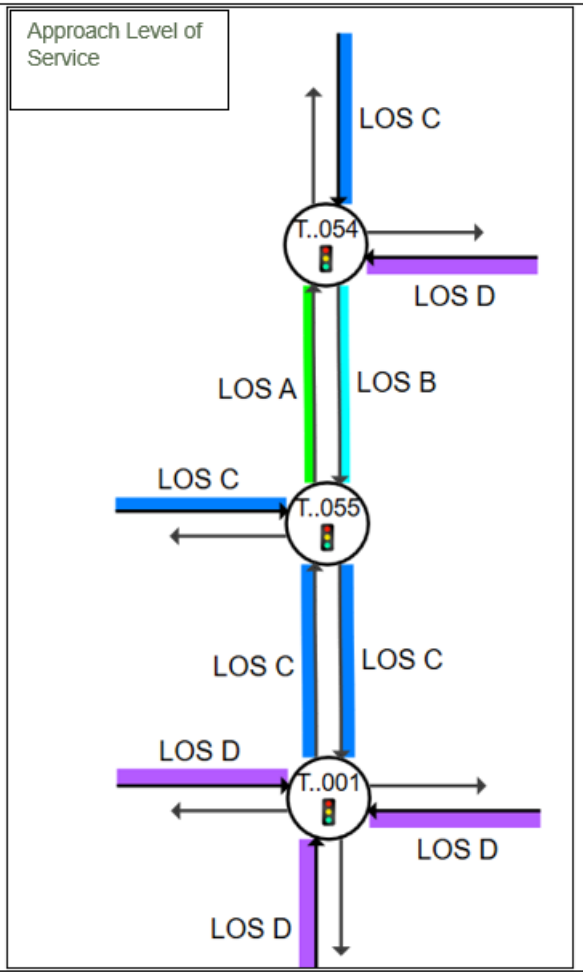 Approach Level of
Service
LOS C
T..054
LOS D
LOS A
LOS B
LOS C
T..055
LOS C
LOS C
LOS D
T..001
LOS D
LOS D